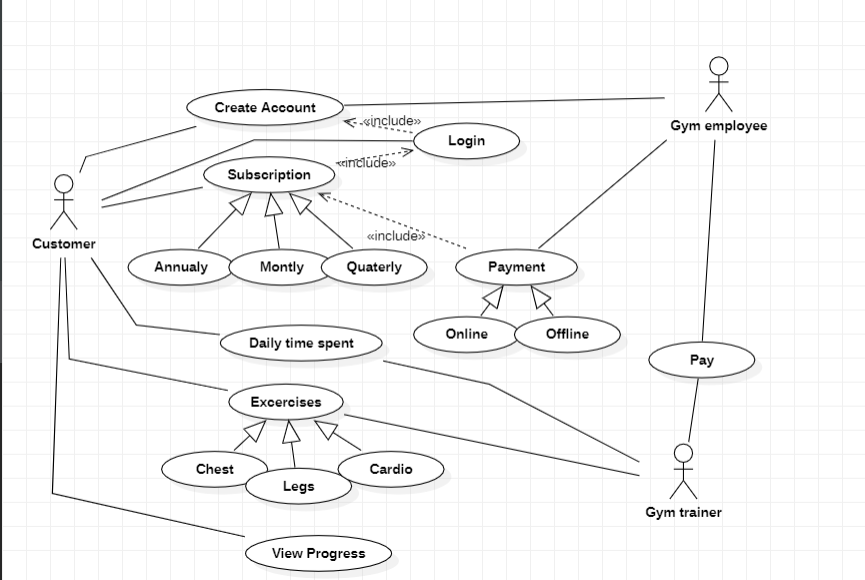 Create Account
Gym employee
«include»
Login
«include»
Subscription
Customer
«include»
Annualy
Montly
Quaterly
Payment
Online
Offline
Daily time spent
Pay
Excercises
Chest
Cardio
Legs
Gym trainer
View Progress